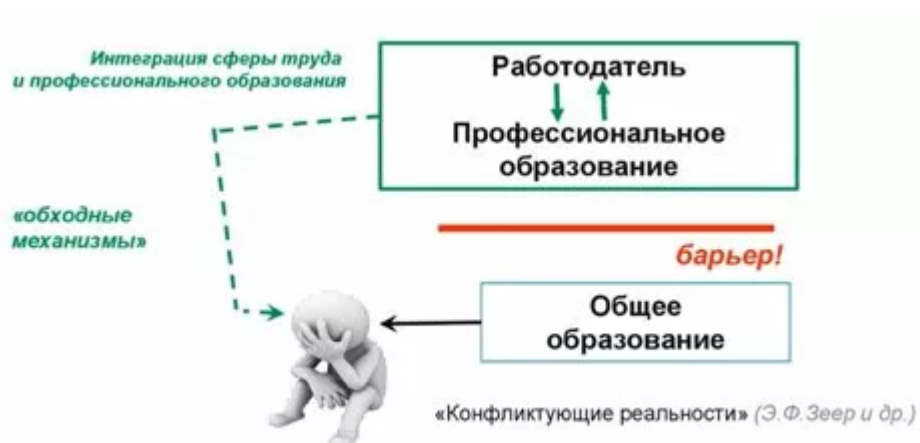 Интеграция сферы труда
и профессионального образования
Работодатель
Профессиональное
образование
«обходные
механизмы»
барьер!
Общее
образование
«Конфликтующие реальности» (Э.Ф.Зеер и др.)